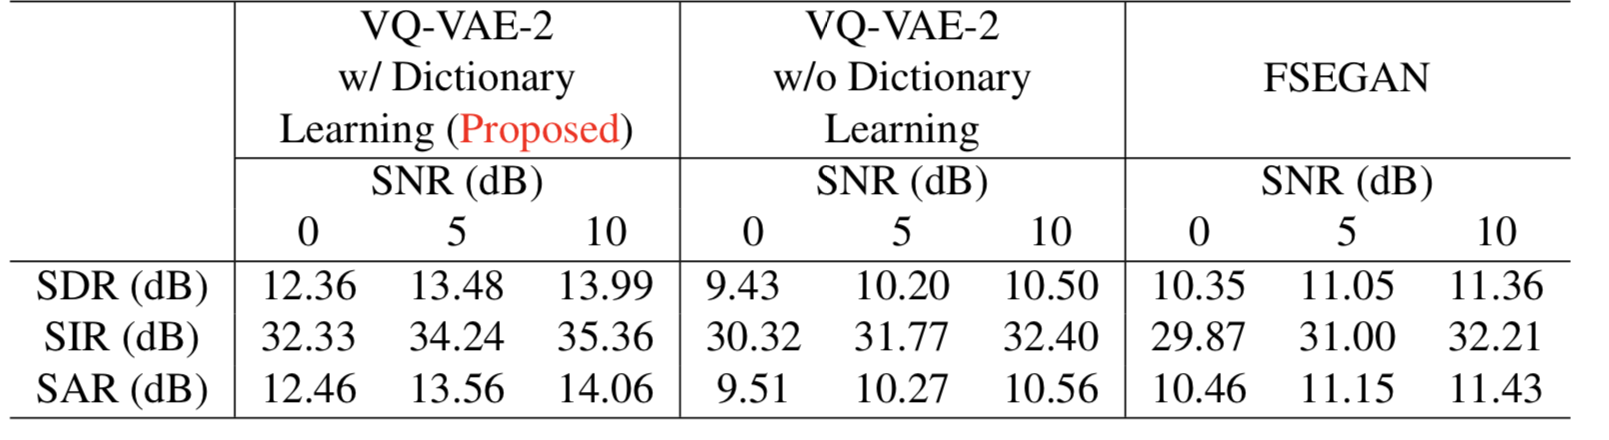 VQ-VAE-2 VQ-VAE-2
w/ Dictionary w/o Dictionary FSEGAN
Learning (Proposed) Learning
SNR (dB) SNR (dB) SNR (dB)
0 5 10 0 5 10 0 5 10
SDR (dB) 12.36 13.48 13.99 9.43 10.20 10.50 10.35 11.05 11.36
SIR (dB) 32.33 34.24 35.36 30.32 31.77 32.40 29.87 31.00 32.21
SAR (dB) 12.46 13.56 14.06 9.51 10.27 10.56 10.46 11.15 11.43